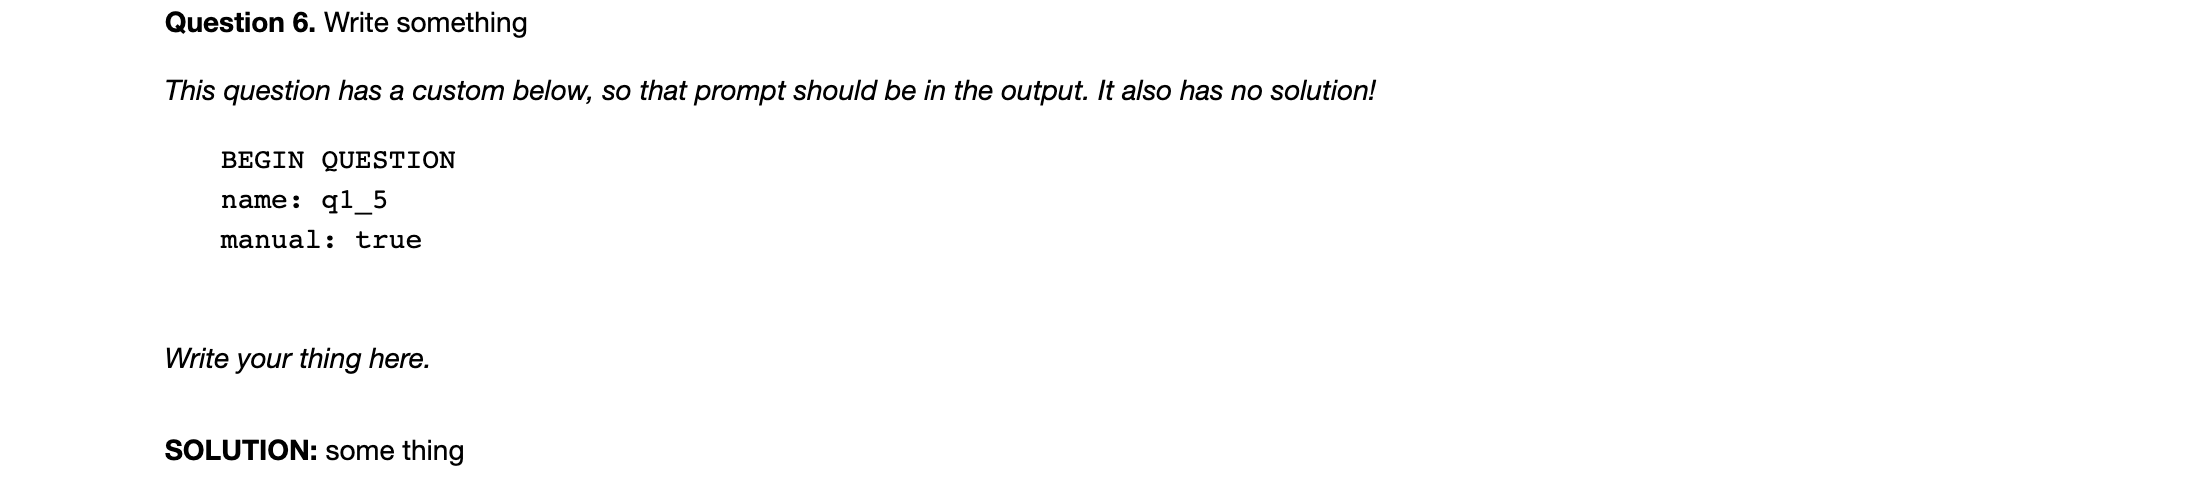 Question 6. Write something
This question has a custom below, so that prompt should be in the output. It also has no solution!
BEGIN QUESTION
name: q1_5
manual: true
Write your thing here.
SOLUTION: some thing